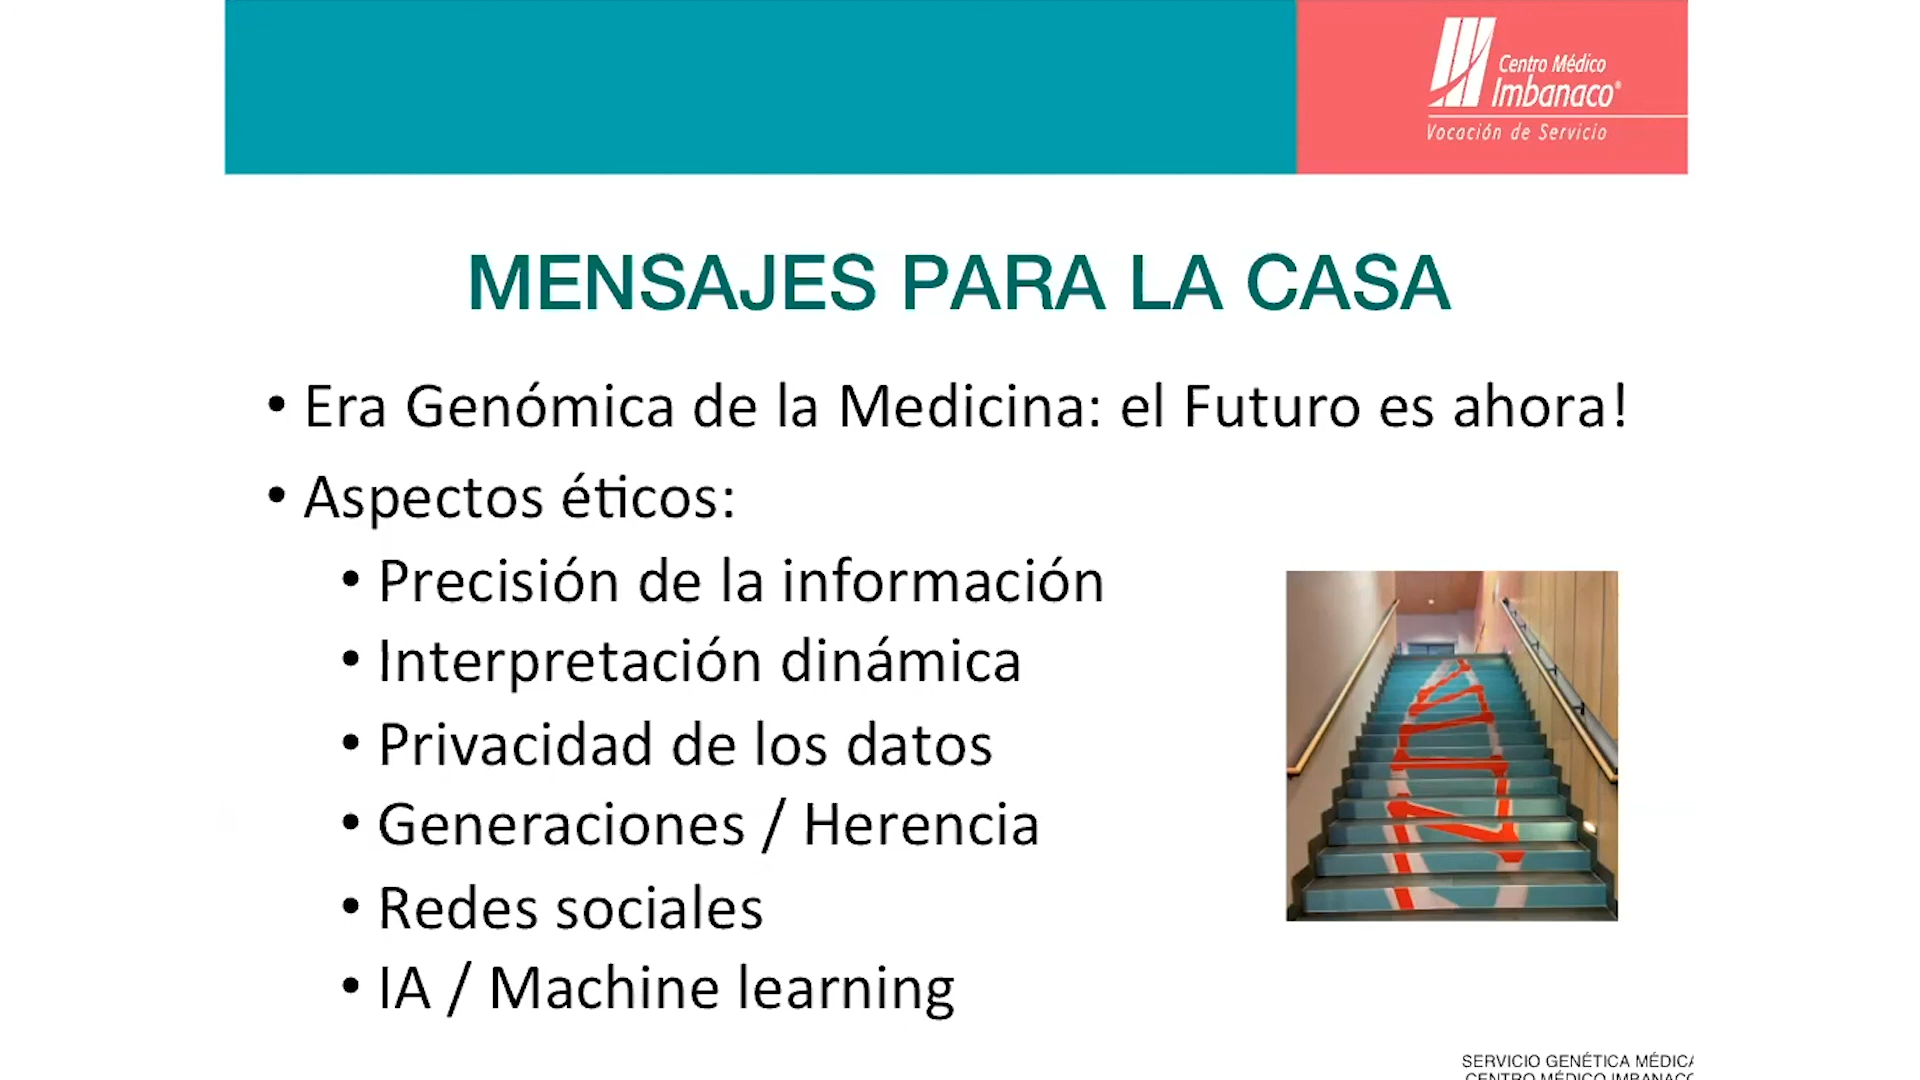 Centro Médico
Imbanaco®
Vocación de Servicio
MENSAJES PARA LA CASA
• Era Genómica de la Medicina: el Futuro es ahora!
• Aspectos éticos:
• Precisión de la información
• Interpretación dinámica
• Privacidad de los datos
• Generaciones / Herencia
• Redes sociales
• IA / Machine learning
SERVICIO GENÉTICA MÉDICA
CENTRO MÉDICO IMBANACO